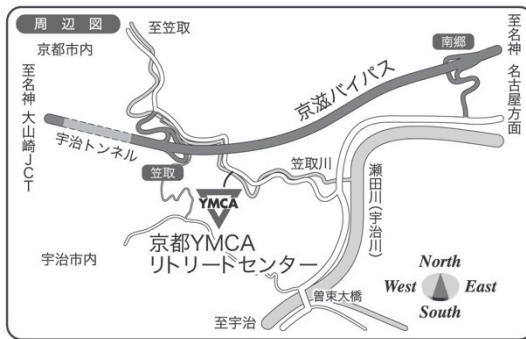 周辺図
至笠取
京都市内
至名神 大山崎JCT
宇治トンネル
笠取
京滋バイパス
南郷
至名神 名古屋方面
笠取川
瀬田川(宇治川)
YMCA
京都YMCA
リトリートセンター
宇治市内
曽束大橋
至宇治
North
West
East
South